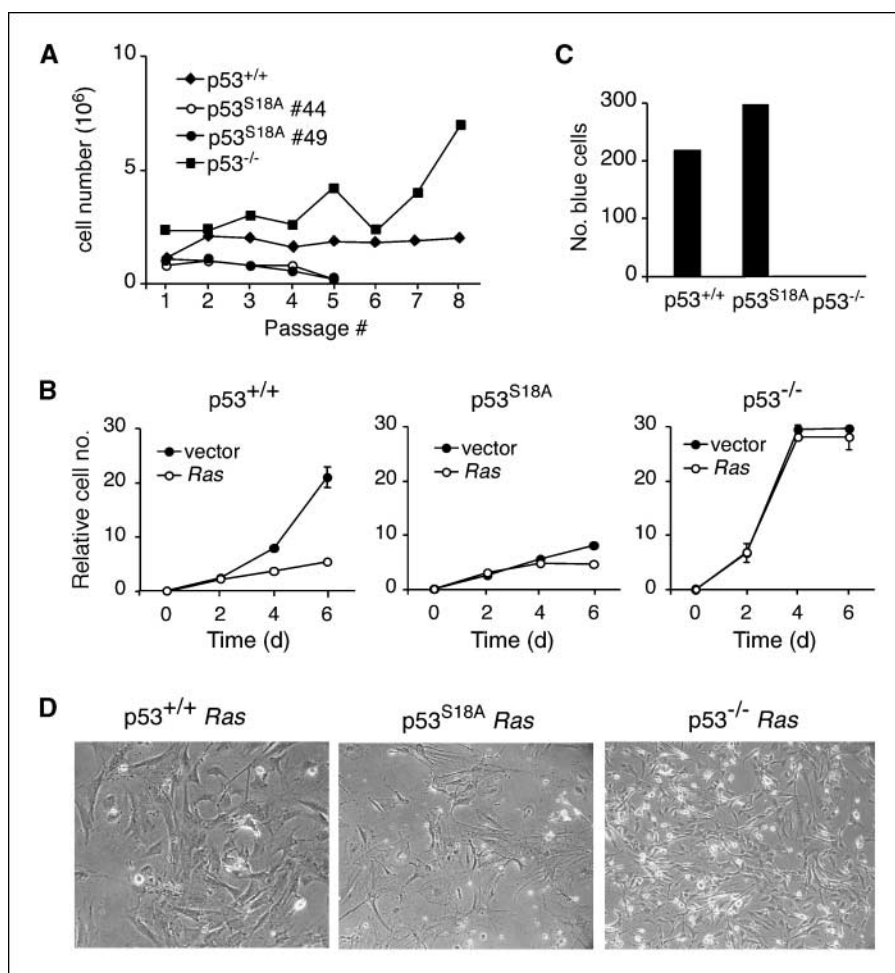 A
10
5
0
cell number (10⁶)
p53⁺/⁺
p53ˢ¹⁸ᴬ #44
p53ˢ¹⁸ᴬ #49
p53⁻/⁻
1 2 3 4 5 6 7 8
Passage #
C
300
200
100
0
No. blue cells
p53⁺/⁺ p53ˢ¹⁸ᴬ p53⁻/⁻
B
Relative cell no.
p53⁺/⁺
30
20
10
0
vector
Ras
0 2 4 6
Time (d)
p53ˢ¹⁸ᴬ
30
20
10
0
vector
Ras
0 2 4 6
Time (d)
p53⁻/⁻
30
20
10
0
vector
Ras
0 2 4 6
Time (d)
D
p53⁺/⁺ Ras
p53ˢ¹⁸ᴬ Ras
p53⁻/⁻ Ras